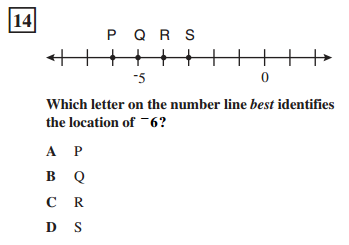 14
P Q R S
⁻5 0
Which letter on the number line best identifies
the location of ⁻6?
A P
B Q
C R
D S